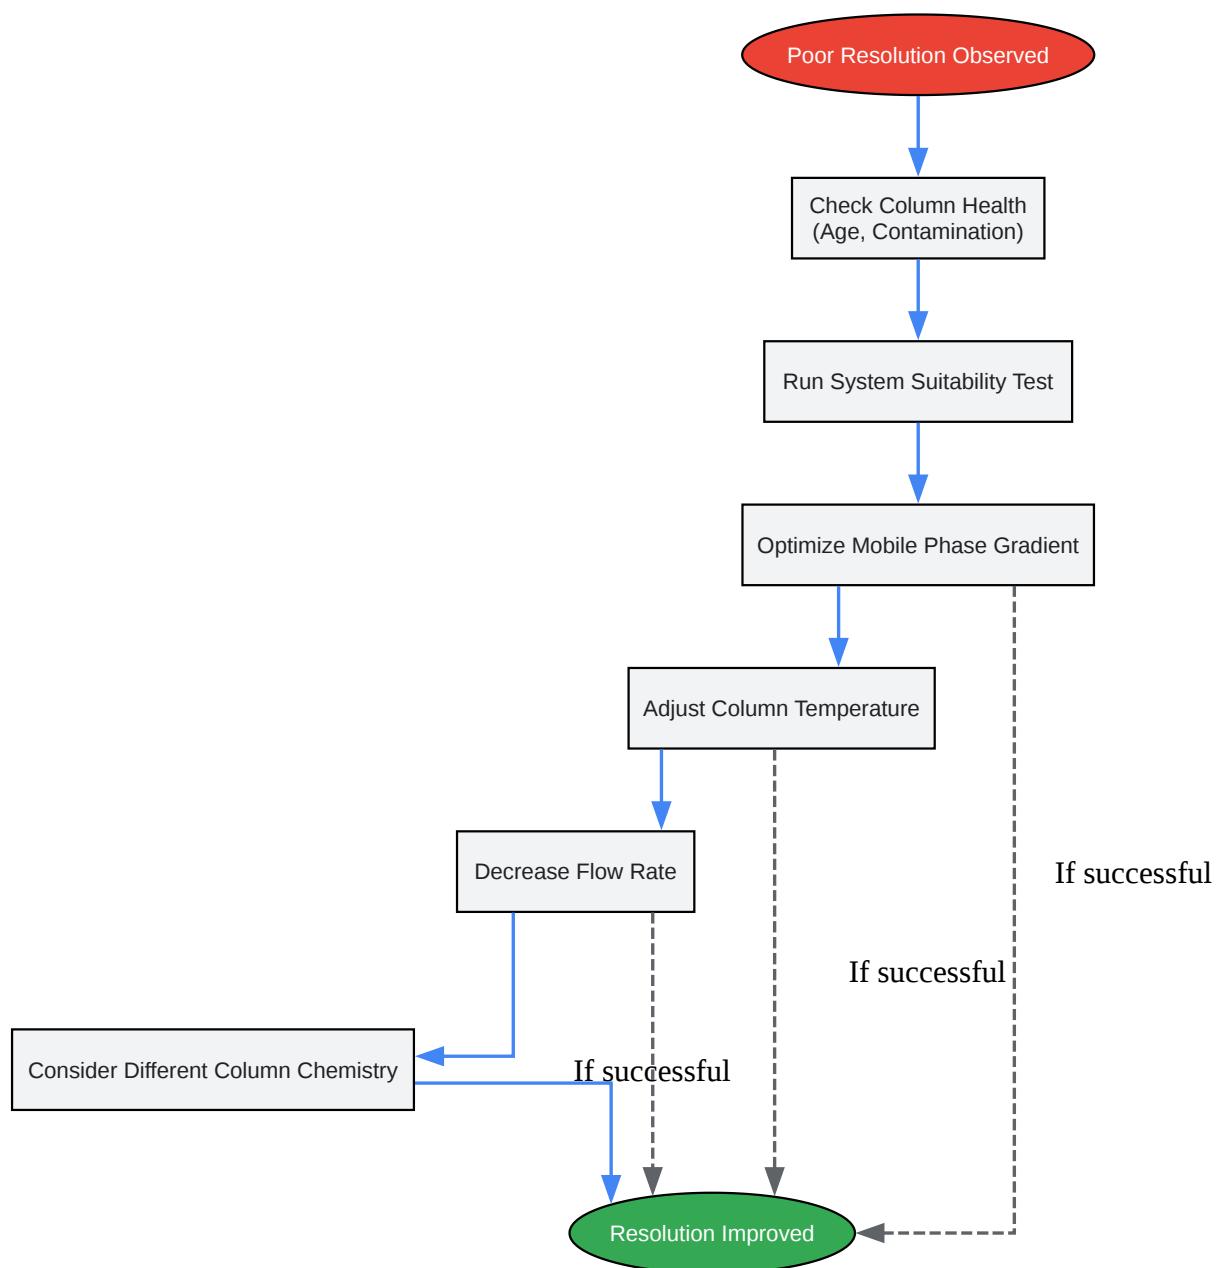 Poor Resolution Observed
Check Column Health
(Age, Contamination)
Run System Suitability Test
Optimize Mobile Phase Gradient
Adjust Column Temperature
Decrease Flow Rate
If successful
If successful
Consider Different Column Chemistry
If successful
Resolution Improved